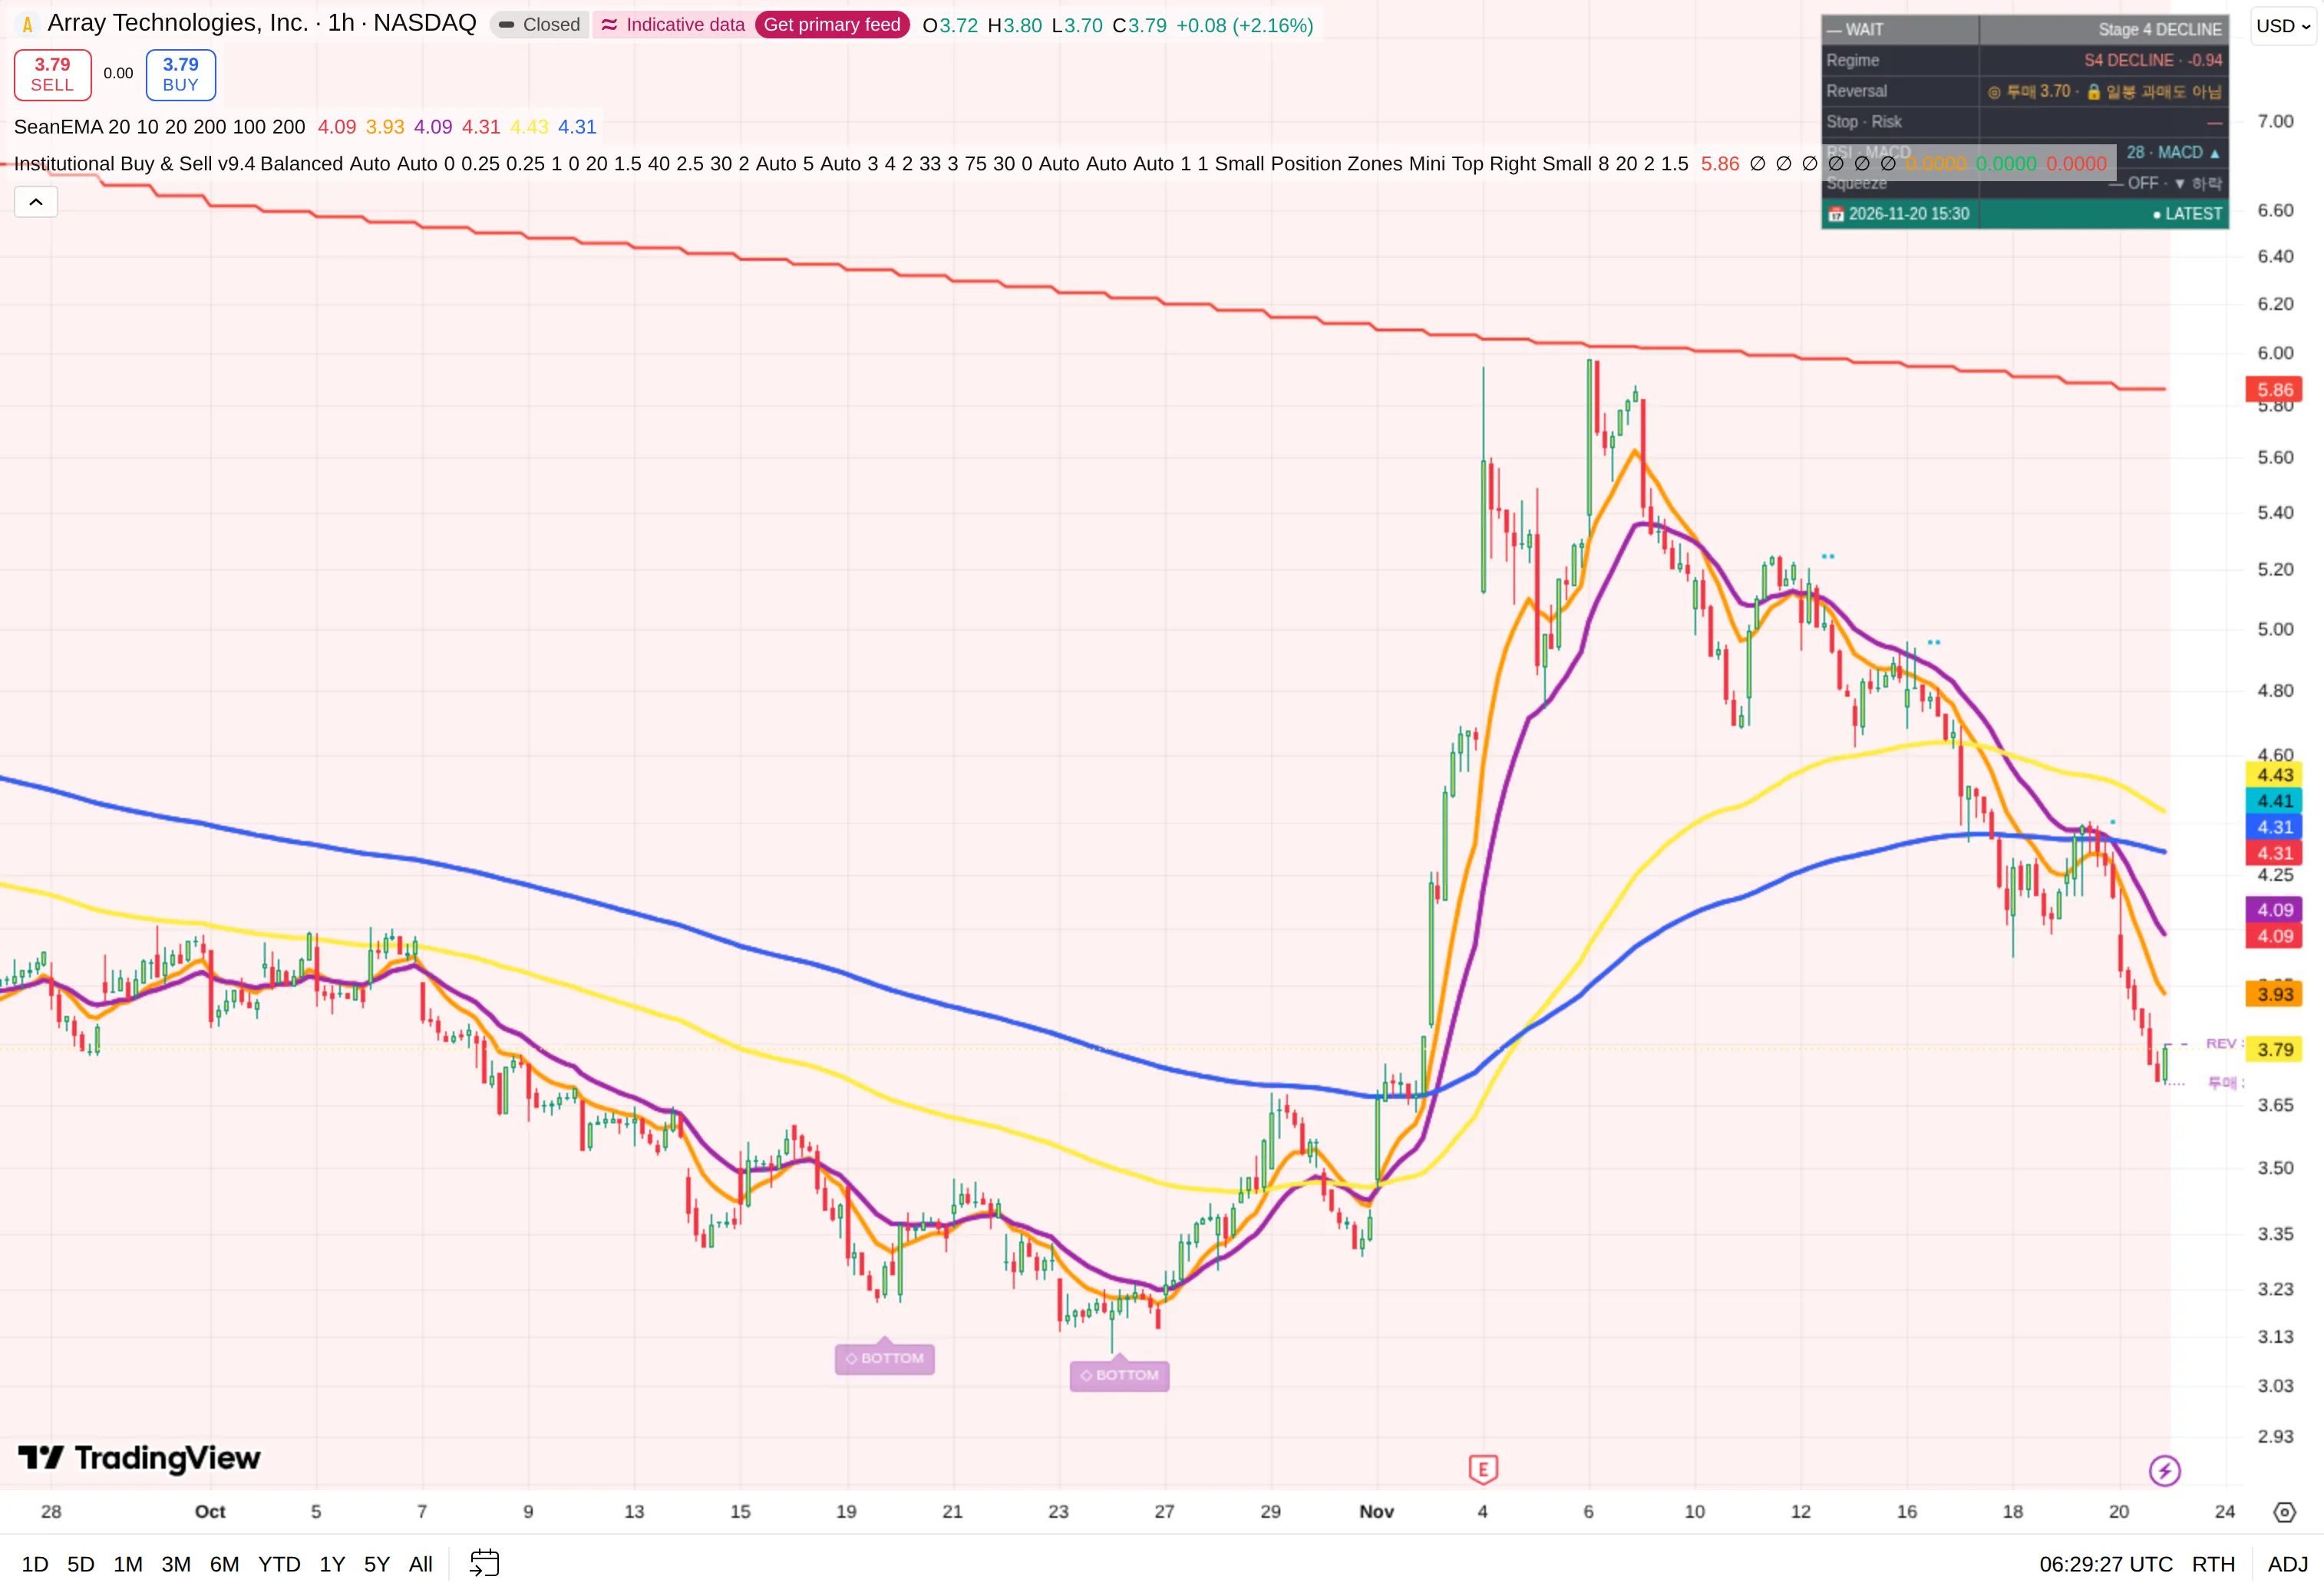 Array Technologies, Inc. · 1h · NASDAQ Closed Indicative data Get primary feed O3.72 H3.80 L3.70 C3.79 +0.08 (+2.16%)
3.79 SELL 0.00 3.79 BUY
SeanEMA 20 10 20 200 100 200 4.09 3.93 4.09 4.31 4.43 4.31
Institutional Buy & Sell v9.4 Balanced Auto Auto 0 0.25 0.25 1 0 20 1.5 40 2.5 30 2 Auto 5 Auto 3 4 2 33 3 75 30 0 Auto Auto Auto 1 1 Small Position Zones Mini Top Right Small 8 20 2 1.5 5.86 ∅ ∅ ∅ ∅ ∅ ∅ 0.0000 0.0000 0.0000
— WAIT Stage 4 DECLINE
Regime S4 DECLINE · -0.94
Reversal ◎ 투매 3.70 · 🔒 일봉 과매도 아님
Stop · Risk —
RSI · MACD 28 · MACD ▲
Squeeze — OFF · ▼ 하락
📅 2026-11-20 15:30 ● LATEST
USD
7.00
6.60
6.40
6.20
6.00
5.86
5.80
5.60
5.40
5.20
5.00
4.80
4.60
4.43
4.41
4.31
4.31
4.25
4.09
4.09
3.93
REV
3.79
투매
3.65
3.50
3.35
3.23
3.13
3.03
2.93
◇ BOTTOM
◇ BOTTOM
TradingView
E
28 Oct 5 7 9 13 15 19 21 23 27 29 Nov 4 6 10 12 16 18 20 24
1D 5D 1M 3M 6M YTD 1Y 5Y All 06:29:27 UTC RTH ADJ